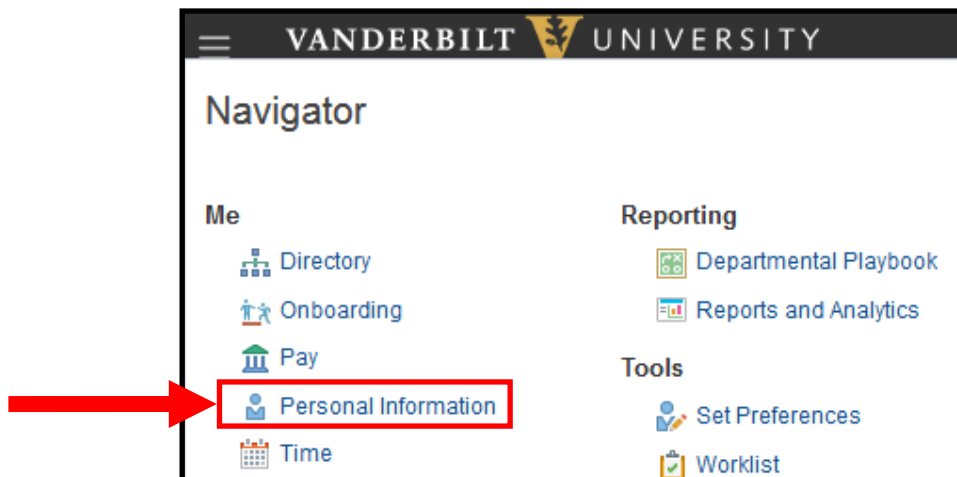 VANDERBILT UNIVERSITY
Navigator
Me
Directory
Onboarding
Pay
Personal Information
Time
Reporting
Departmental Playbook
Reports and Analytics
Tools
Set Preferences
Worklist